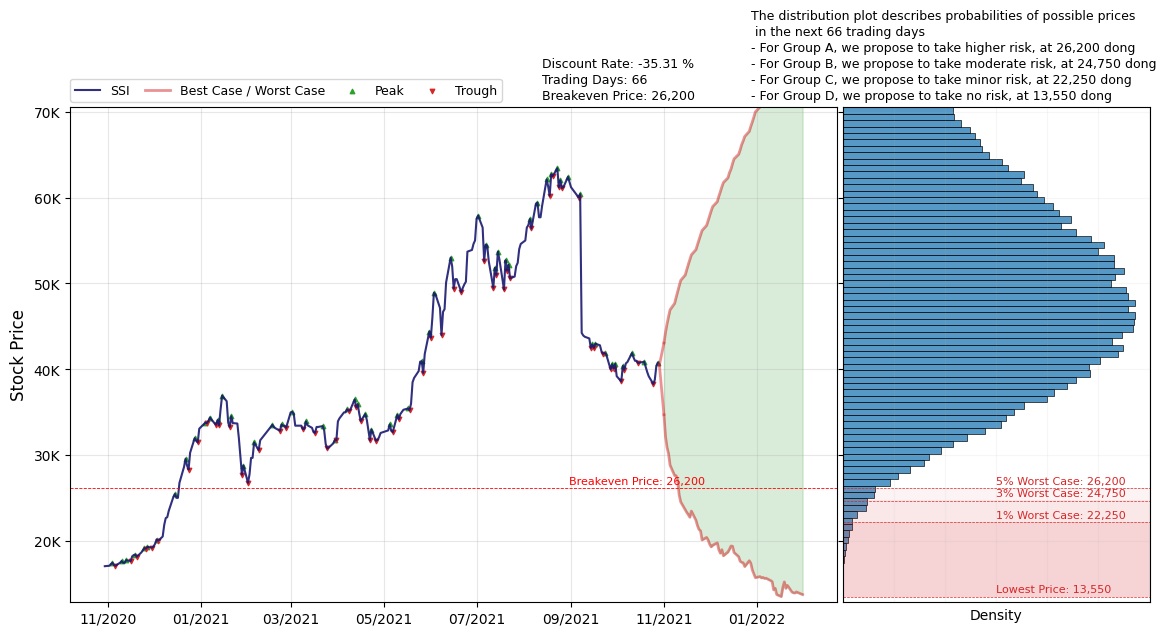 The distribution plot describes probabilities of possible prices
in the next 66 trading days
- For Group A, we propose to take higher risk, at 26,200 dong
- For Group B, we propose to take moderate risk, at 24,750 dong
- For Group C, we propose to take minor risk, at 22,250 dong
- For Group D, we propose to take no risk, at 13,550 dong
Discount Rate: -35.31 %
Trading Days: 66
Breakeven Price: 26,200
SSI
Best Case / Worst Case
Peak
Trough
70K
60K
50K
40K
30K
20K
Stock Price
Breakeven Price: 26,200
5% Worst Case: 26,200
3% Worst Case: 24,750
1% Worst Case: 22,250
Lowest Price: 13,550
11/2020
01/2021
03/2021
05/2021
07/2021
09/2021
11/2021
01/2022
Density